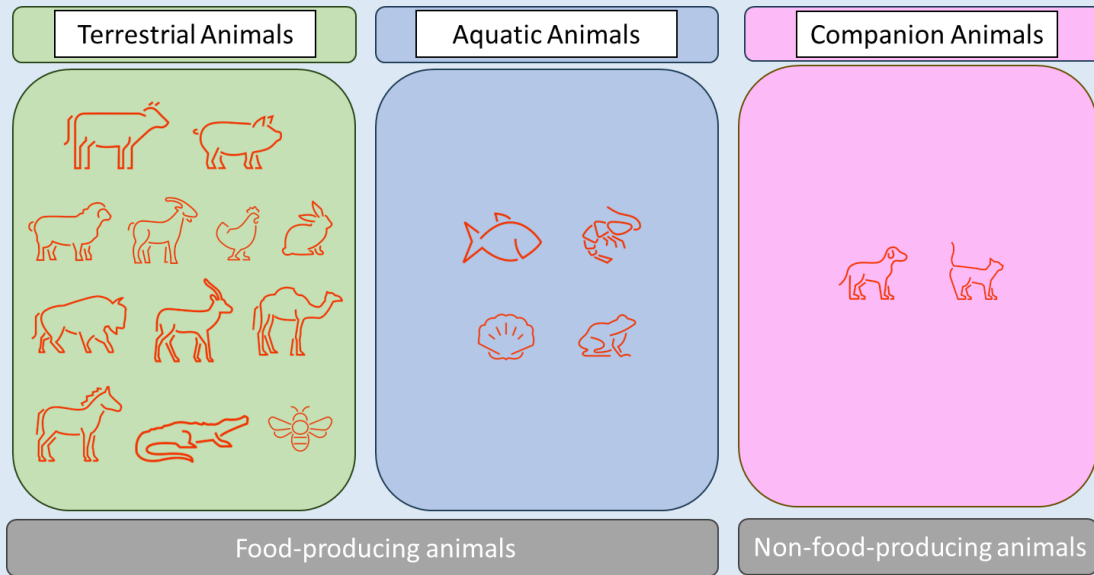 Terrestrial Animals
Aquatic Animals
Companion Animals
Food-producing animals
Non-food-producing animals